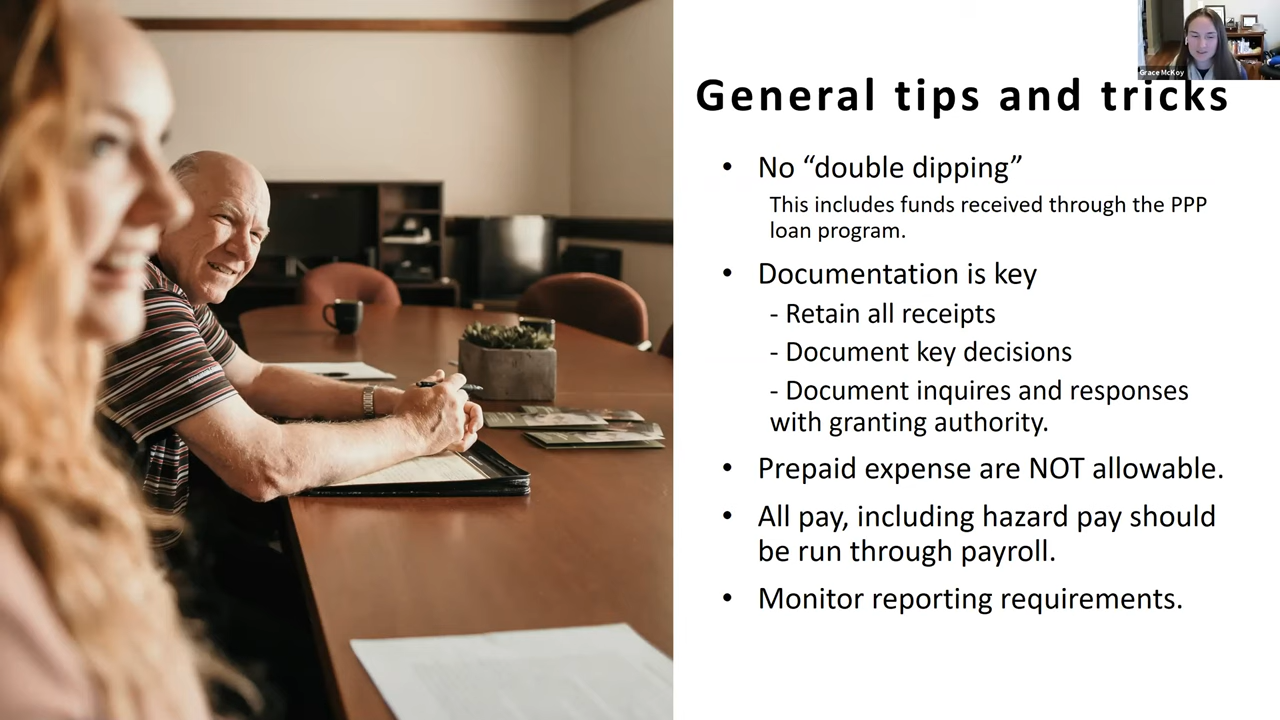 Grace McKoy
General tips and tricks
• No “double dipping”
This includes funds received through the PPP
loan program.
• Documentation is key
- Retain all receipts
- Document key decisions
- Document inquires and responses
with granting authority.
• Prepaid expense are NOT allowable.
• All pay, including hazard pay should
be run through payroll.
• Monitor reporting requirements.